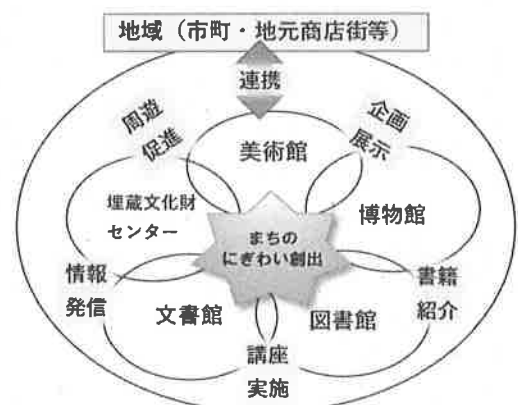 地域（市町・地元商店街等）
連携
周遊
促進
企画
展示
美術館
埋蔵文化財
センター
博物館
まちの
にぎわい創出
情報
発信
書籍
紹介
文書館
図書館
講座
実施